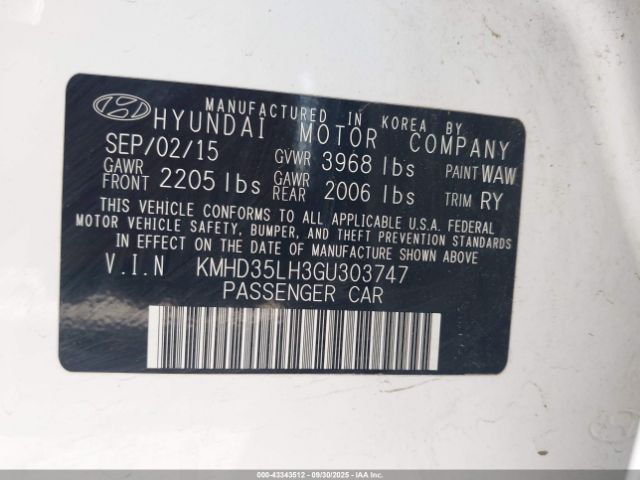 MANUFACTURED IN KOREA BY
HYUNDAI MOTOR COMPANY
SEP/02/15 GVWR 3968 lbs PAINT WAW
GAWR FRONT 2205 lbs GAWR REAR 2006 lbs TRIM RY
THIS VEHICLE CONFORMS TO ALL APPLICABLE U.S.A. FEDERAL
MOTOR VEHICLE SAFETY, BUMPER, AND THEFT PREVENTION STANDARDS
IN EFFECT ON THE DATE OF MANUFACTURE SHOWN ABOVE
V.I.N KMHD35LH3GU303747
PASSENGER CAR
000-43343512 - 09/30/2025 - IAAI.COM